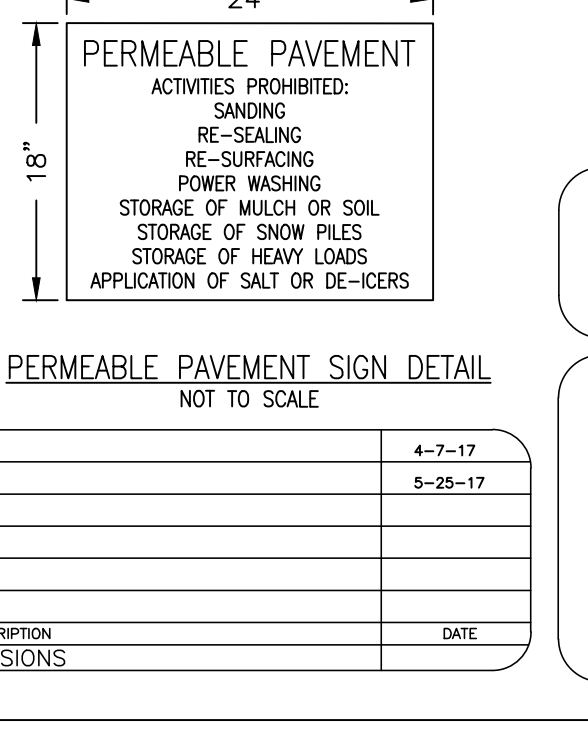 24
PERMEABLE PAVEMENT
ACTIVITIES PROHIBITED:
SANDING
RE-SEALING
RE-SURFACING
POWER WASHING
STORAGE OF MULCH OR SOIL
STORAGE OF SNOW PILES
STORAGE OF HEAVY LOADS
APPLICATION OF SALT OR DE-ICERS
18"
PERMEABLE PAVEMENT SIGN DETAIL
NOT TO SCALE
4-7-17
5-25-17
RIPTION DATE
SIONS